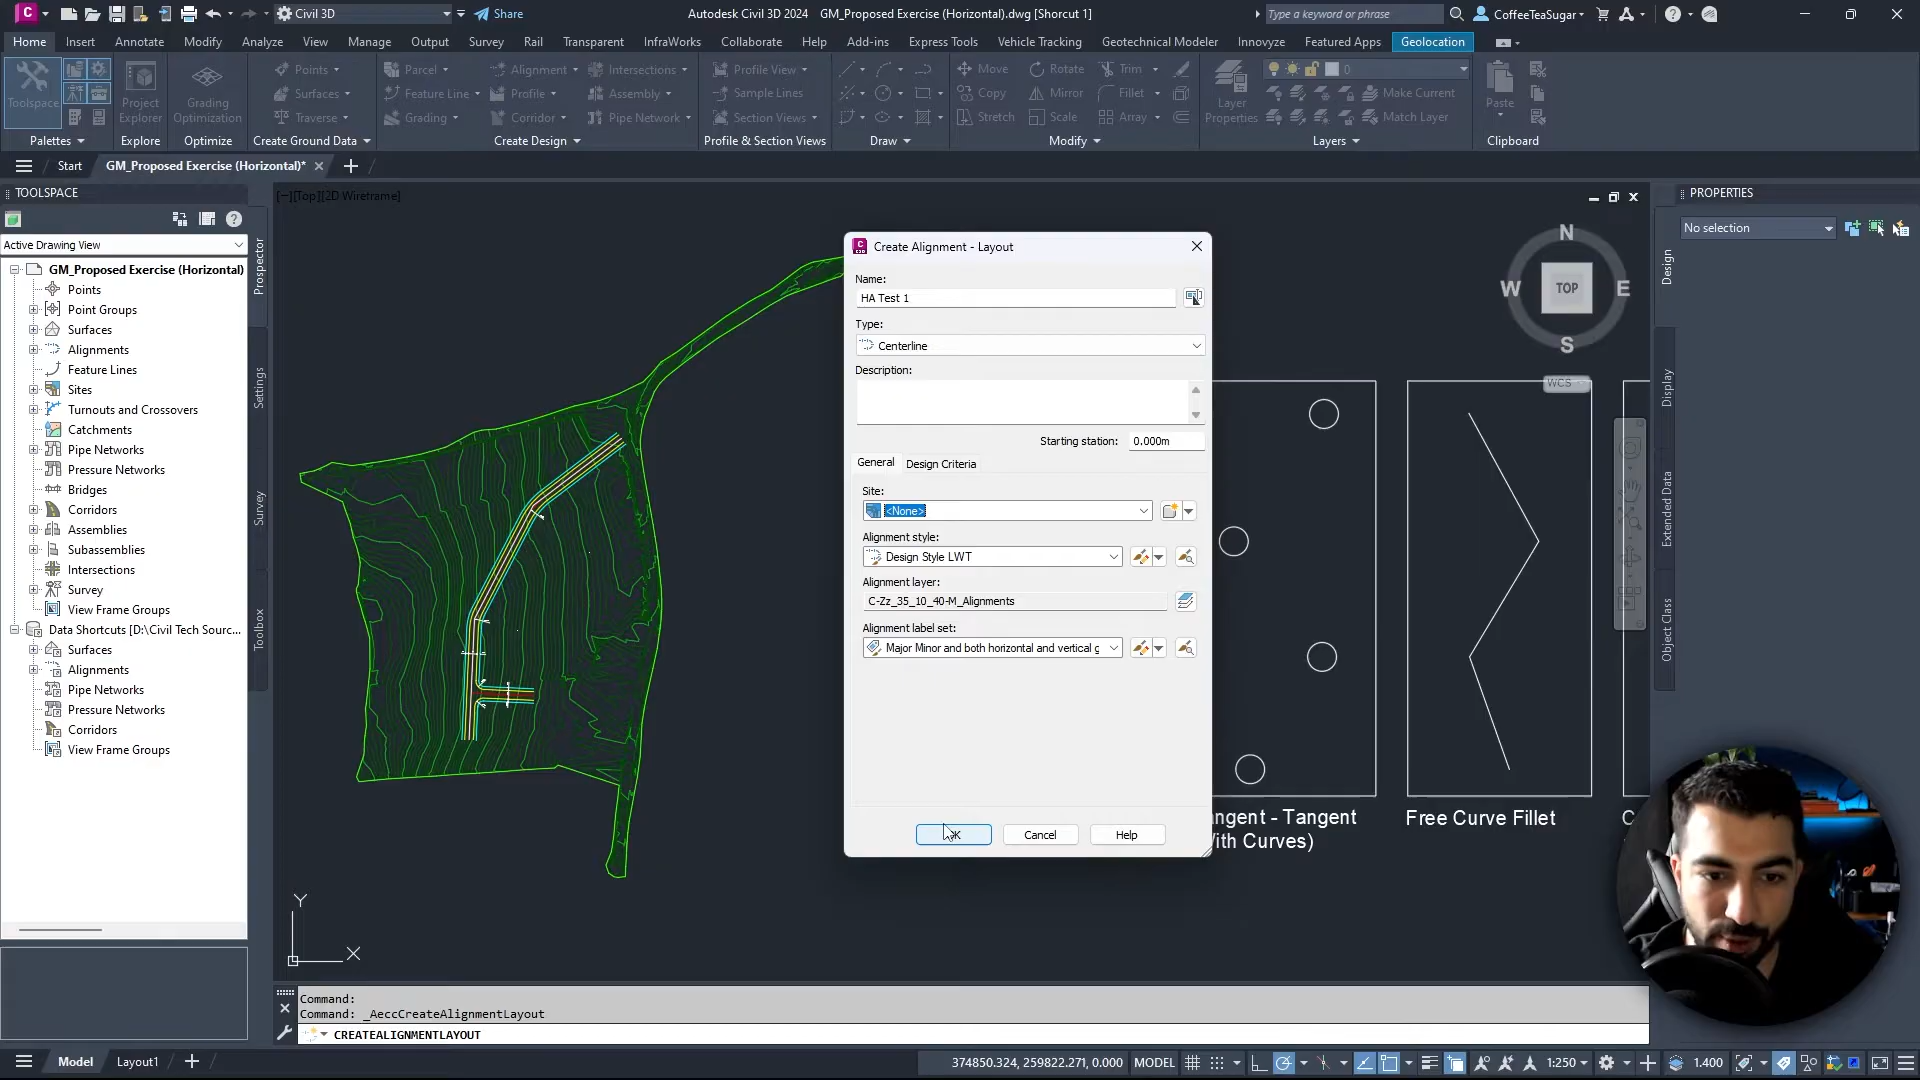 Civil 3D
Share
Autodesk Civil 3D 2024 GM_Proposed Exercise (Horizontal).dwg [Shorcut 1]
Type a keyword or phrase
CoffeeTeaSugar
Home Insert Annotate Modify Analyze View Manage Output Survey Rail Transparent InfraWorks Collaborate Help Add-ins Express Tools Vehicle Tracking Geotechnical Modeler Innovyze Featured Apps Geolocation
Toolspace
Project Explorer
Grading Optimization
Points
Surfaces
Traverse
Parcel
Feature Line
Grading
Alignment
Profile
Corridor
Intersections
Assembly
Pipe Network
Profile View
Sample Lines
Section Views
Move
Copy
Stretch
Rotate
Mirror
Scale
Trim
Fillet
Array
Layer Properties
0
Make Current
Match Layer
Paste
Palettes
Explore
Optimize
Create Ground Data
Create Design
Profile & Section Views
Draw
Modify
Layers
Clipboard
Start
GM_Proposed Exercise (Horizontal)*
TOOLSPACE
Active Drawing View
GM_Proposed Exercise (Horizontal)
Points
Point Groups
Surfaces
Alignments
Feature Lines
Sites
Turnouts and Crossovers
Catchments
Pipe Networks
Pressure Networks
Bridges
Corridors
Assemblies
Subassemblies
Intersections
Survey
View Frame Groups
Data Shortcuts [D:\Civil Tech Sourc...
Surfaces
Alignments
Pipe Networks
Pressure Networks
Corridors
View Frame Groups
Prospector
Settings
Survey
Toolbox
[−][Top][2D Wireframe]
Create Alignment - Layout
Name:
HA Test 1
Type:
Centerline
Description:
Starting station: 0.000m
General
Design Criteria
Site:
<None>
Alignment style:
Design Style LWT
Alignment layer:
C-Zz_35_10_40-M_Alignments
Alignment label set:
Major Minor and both horizontal and vertical g
OK
Cancel
Help
N
W TOP E
S
WCS
ngent - Tangent
ith Curves)
Free Curve Fillet
C
PROPERTIES
No selection
Design
Display
Extended Data
Object Class
Y
X
Command:
Command: _AeccCreateAlignmentLayout
CREATEALIGNMENTLAYOUT
Model
Layout1
374850.324, 259822.271, 0.000 MODEL
1:250
1.400